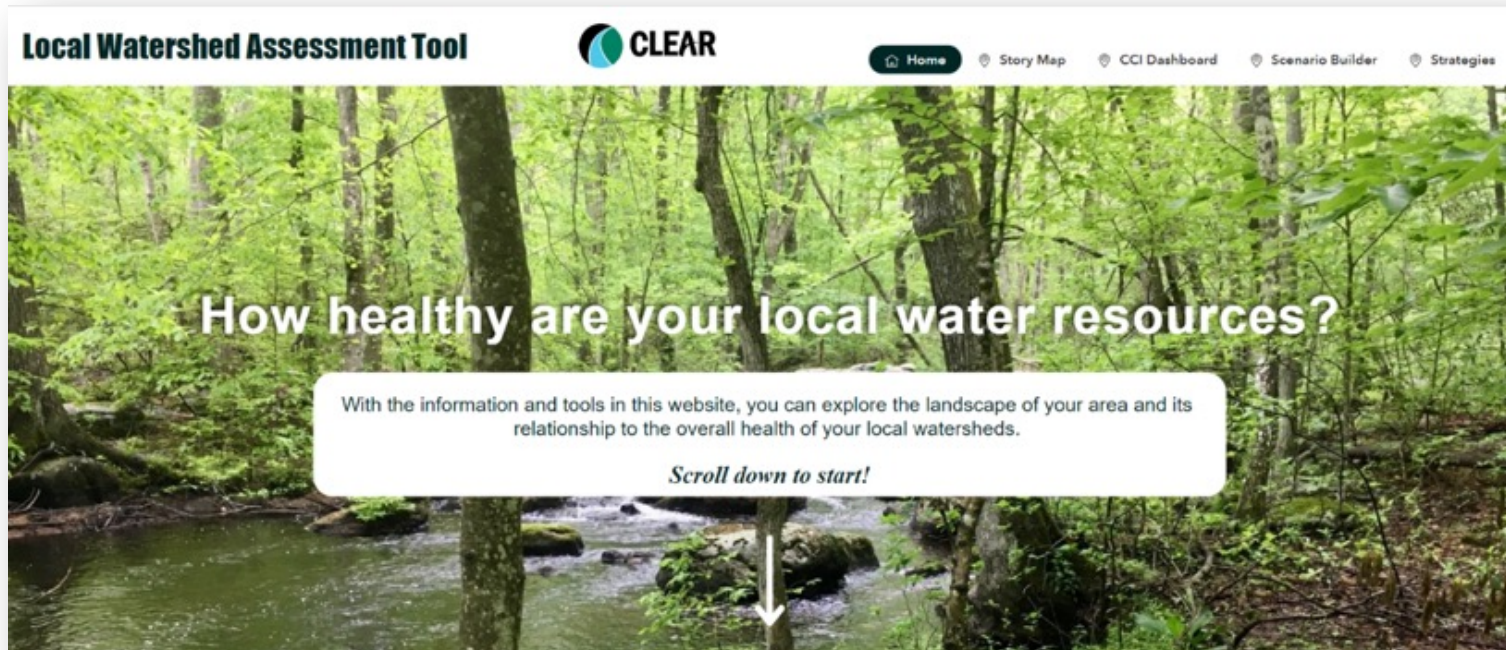 Local Watershed Assessment Tool
CLEAR
Home
Story Map
CCI Dashboard
Scenario Builder
Strategies
How healthy are your local water resources?
With the information and tools in this website, you can explore the landscape of your area and its
relationship to the overall health of your local watersheds.
Scroll down to start!